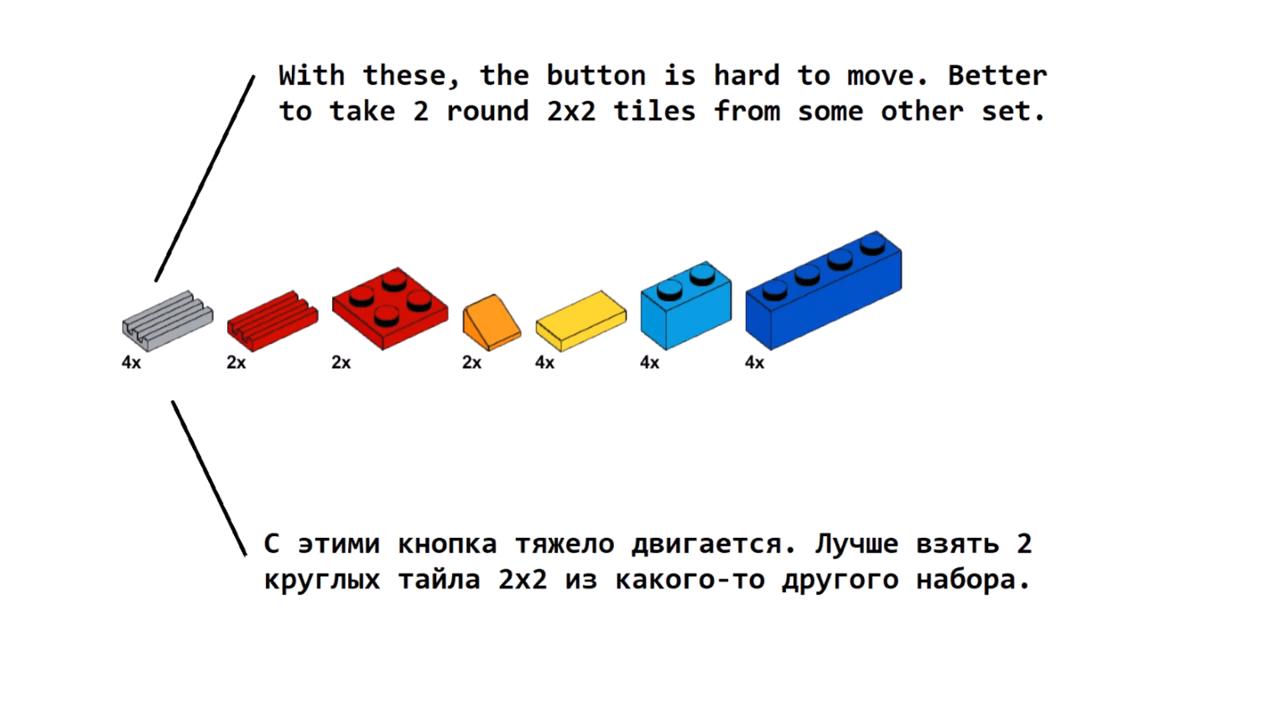 With these, the button is hard to move. Better
to take 2 round 2x2 tiles from some other set.
4x 2x 2x 2x 4x 4x 4x
С этими кнопка тяжело двигается. Лучше взять 2
круглых тайла 2x2 из какого-то другого набора.